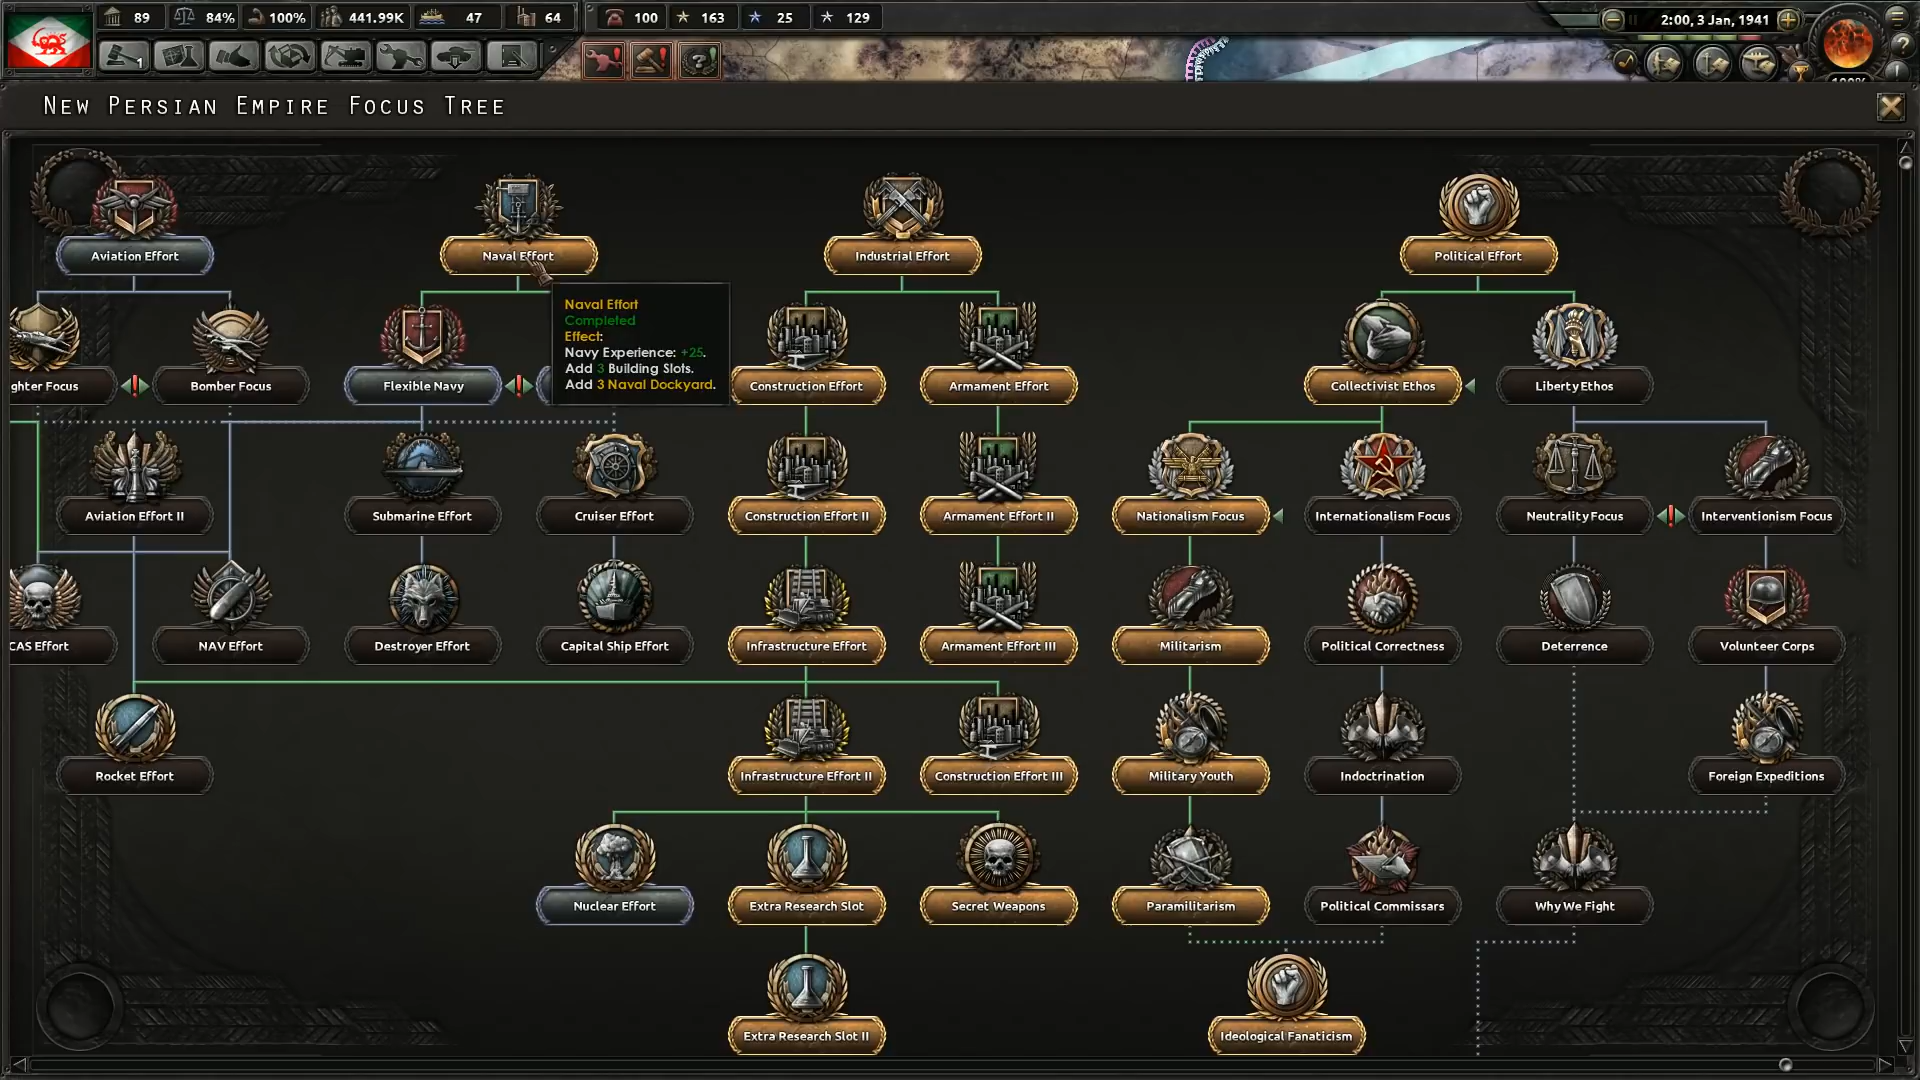 89
84%
100%
441.99K
47
64
100
163
25
129
2:00, 3 Jan, 1941
1
NEW PERSIAN EMPIRE FOCUS TREE
Aviation Effort
Naval Effort
Industrial Effort
Political Effort
Naval Effort
Completed
Effect:
Navy Experience: +25.
Add 3 Building Slots.
Add 3 Naval Dockyard.
ghter Focus
Bomber Focus
Flexible Navy
Construction Effort
Armament Effort
Collectivist Ethos
Liberty Ethos
Aviation Effort II
Submarine Effort
Cruiser Effort
Construction Effort II
Armament Effort II
Nationalism Focus
Internationalism Focus
Neutrality Focus
Interventionism Focus
CAS Effort
NAV Effort
Destroyer Effort
Capital Ship Effort
Infrastructure Effort
Armament Effort III
Militarism
Political Correctness
Deterrence
Volunteer Corps
Rocket Effort
Infrastructure Effort II
Construction Effort III
Military Youth
Indoctrination
Foreign Expeditions
Nuclear Effort
Extra Research Slot
Secret Weapons
Paramilitarism
Political Commissars
Why We Fight
Extra Research Slot II
Ideological Fanaticism